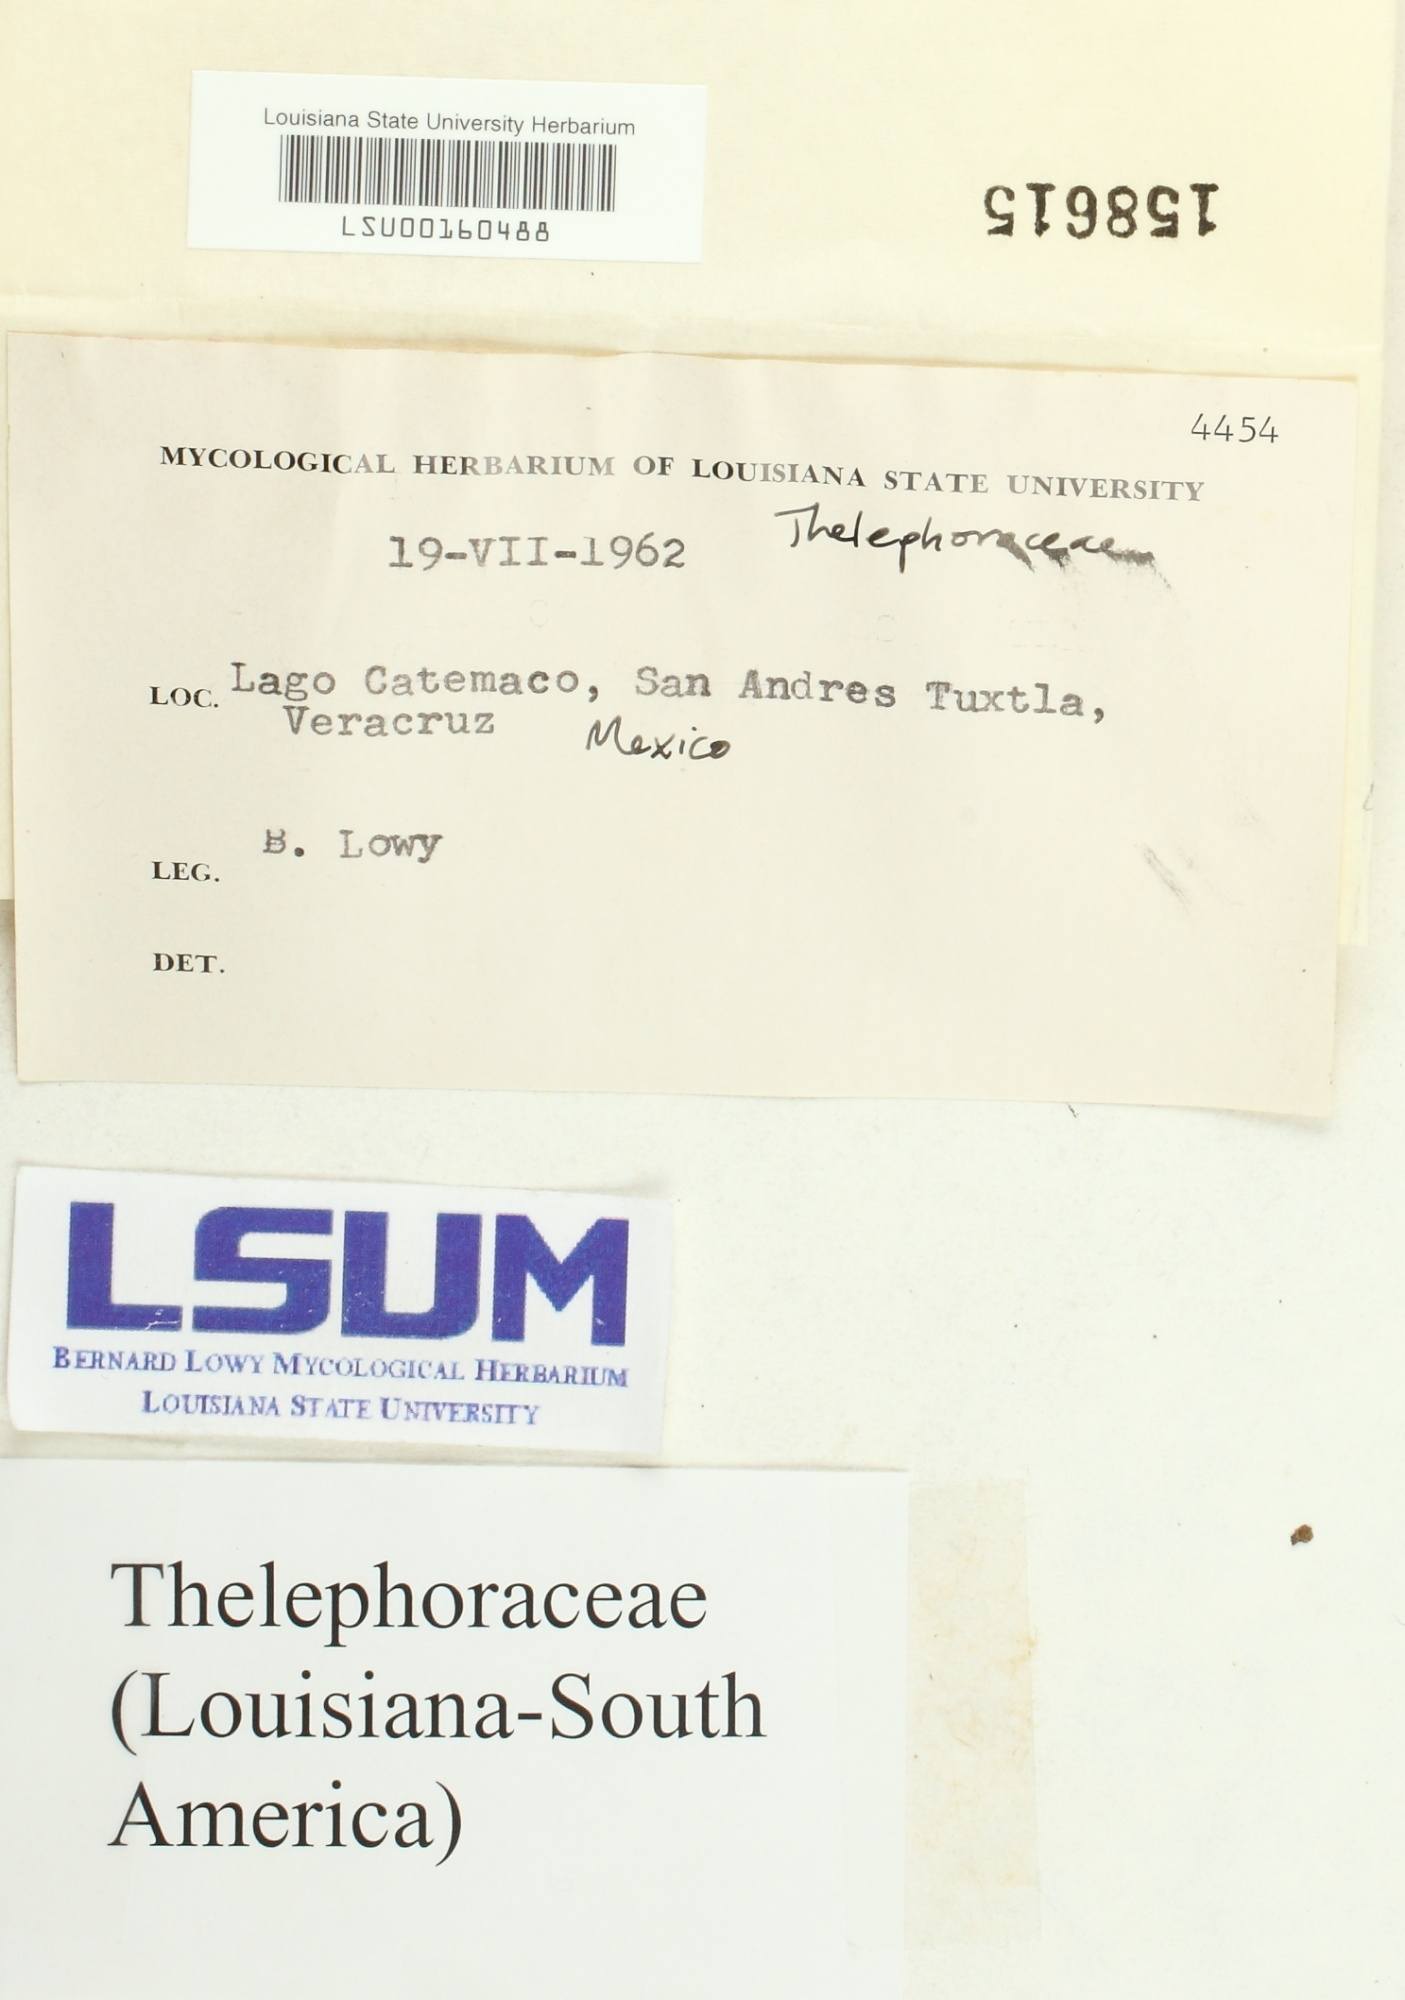 Louisiana State University Herbarium
LSU00160488
158615
4454
MYCOLOGICAL HERBARIUM OF LOUISIANA STATE UNIVERSITY
19-VII-1962 Thelephoraceae
LOC. Lago Catemaco, San Andres Tuxtla,
Veracruz Mexico
LEG. B. Lowy
DET.
LSUM
BERNARD LOWY MYCOLOGICAL HERBARIUM
LOUISIANA STATE UNIVERSITY
Thelephoraceae
(Louisiana-South
America)